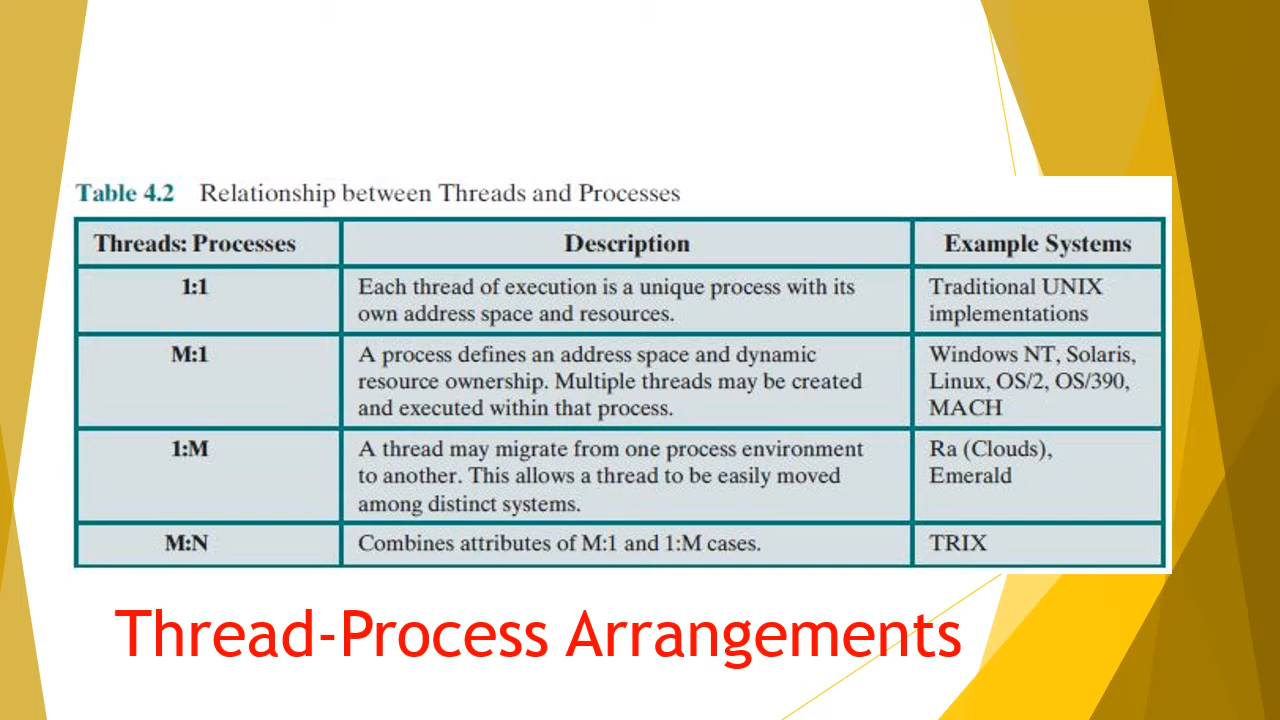 Table 4.2 Relationship between Threads and Processes
Threads: Processes Description Example Systems
1:1 Each thread of execution is a unique process with its Traditional UNIX
own address space and resources. implementations
M:1 A process defines an address space and dynamic Windows NT, Solaris,
resource ownership. Multiple threads may be created Linux, OS/2, OS/390,
and executed within that process. MACH
1:M A thread may migrate from one process environment Ra (Clouds),
to another. This allows a thread to be easily moved Emerald
among distinct systems.
M:N Combines attributes of M:1 and 1:M cases. TRIX
Thread-Process Arrangements